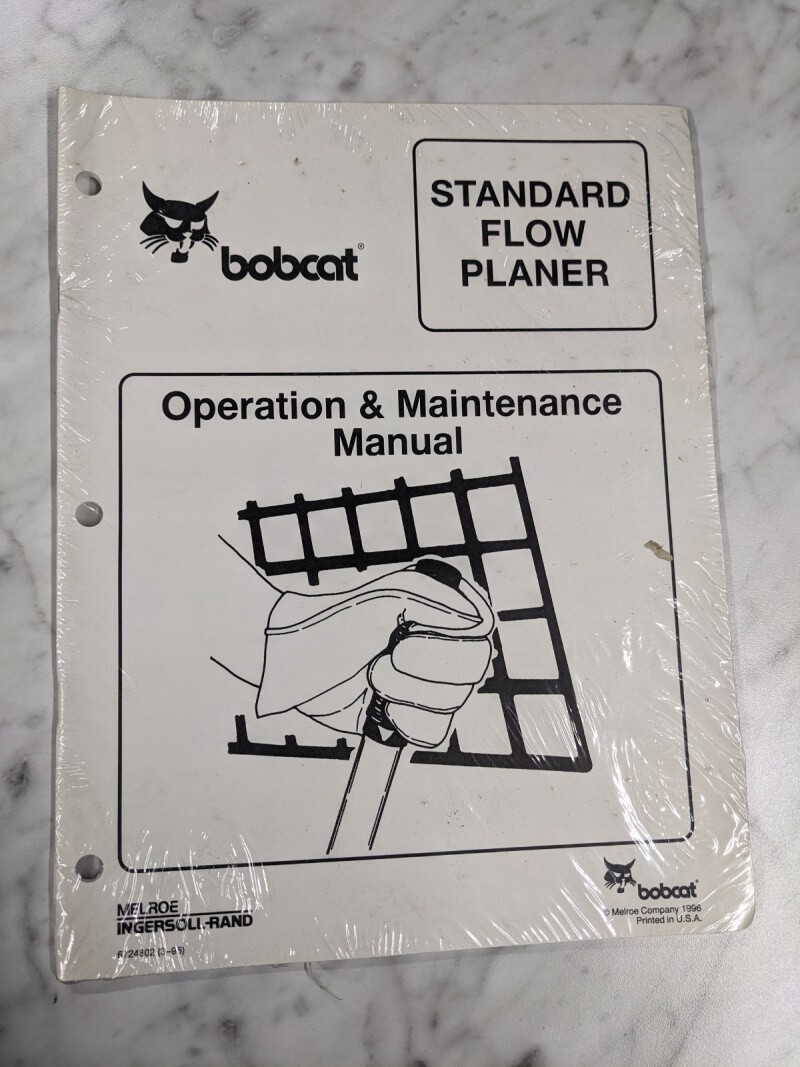 bobcat®
STANDARD
FLOW
PLANER
Operation & Maintenance
Manual
MELROE
INGERSOLL-RAND
bobcat®
© Melroe Company 1996
Printed in U.S.A.